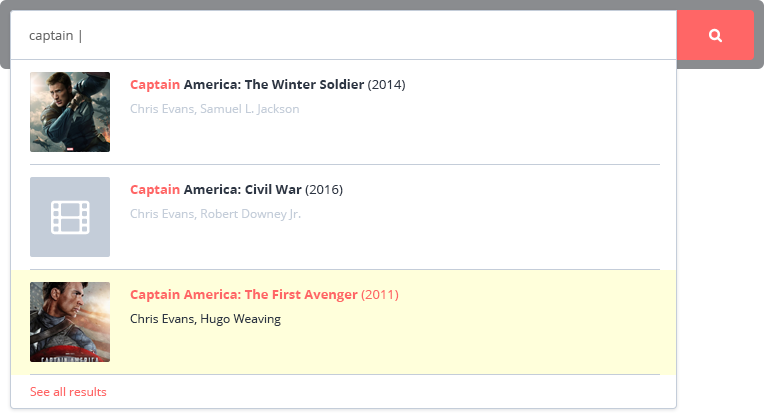 captain |
Captain America: The Winter Soldier (2014)
Chris Evans, Samuel L. Jackson
Captain America: Civil War (2016)
Chris Evans, Robert Downey Jr.
Captain America: The First Avenger (2011)
Chris Evans, Hugo Weaving
CAPTAIN AMERICA
See all results